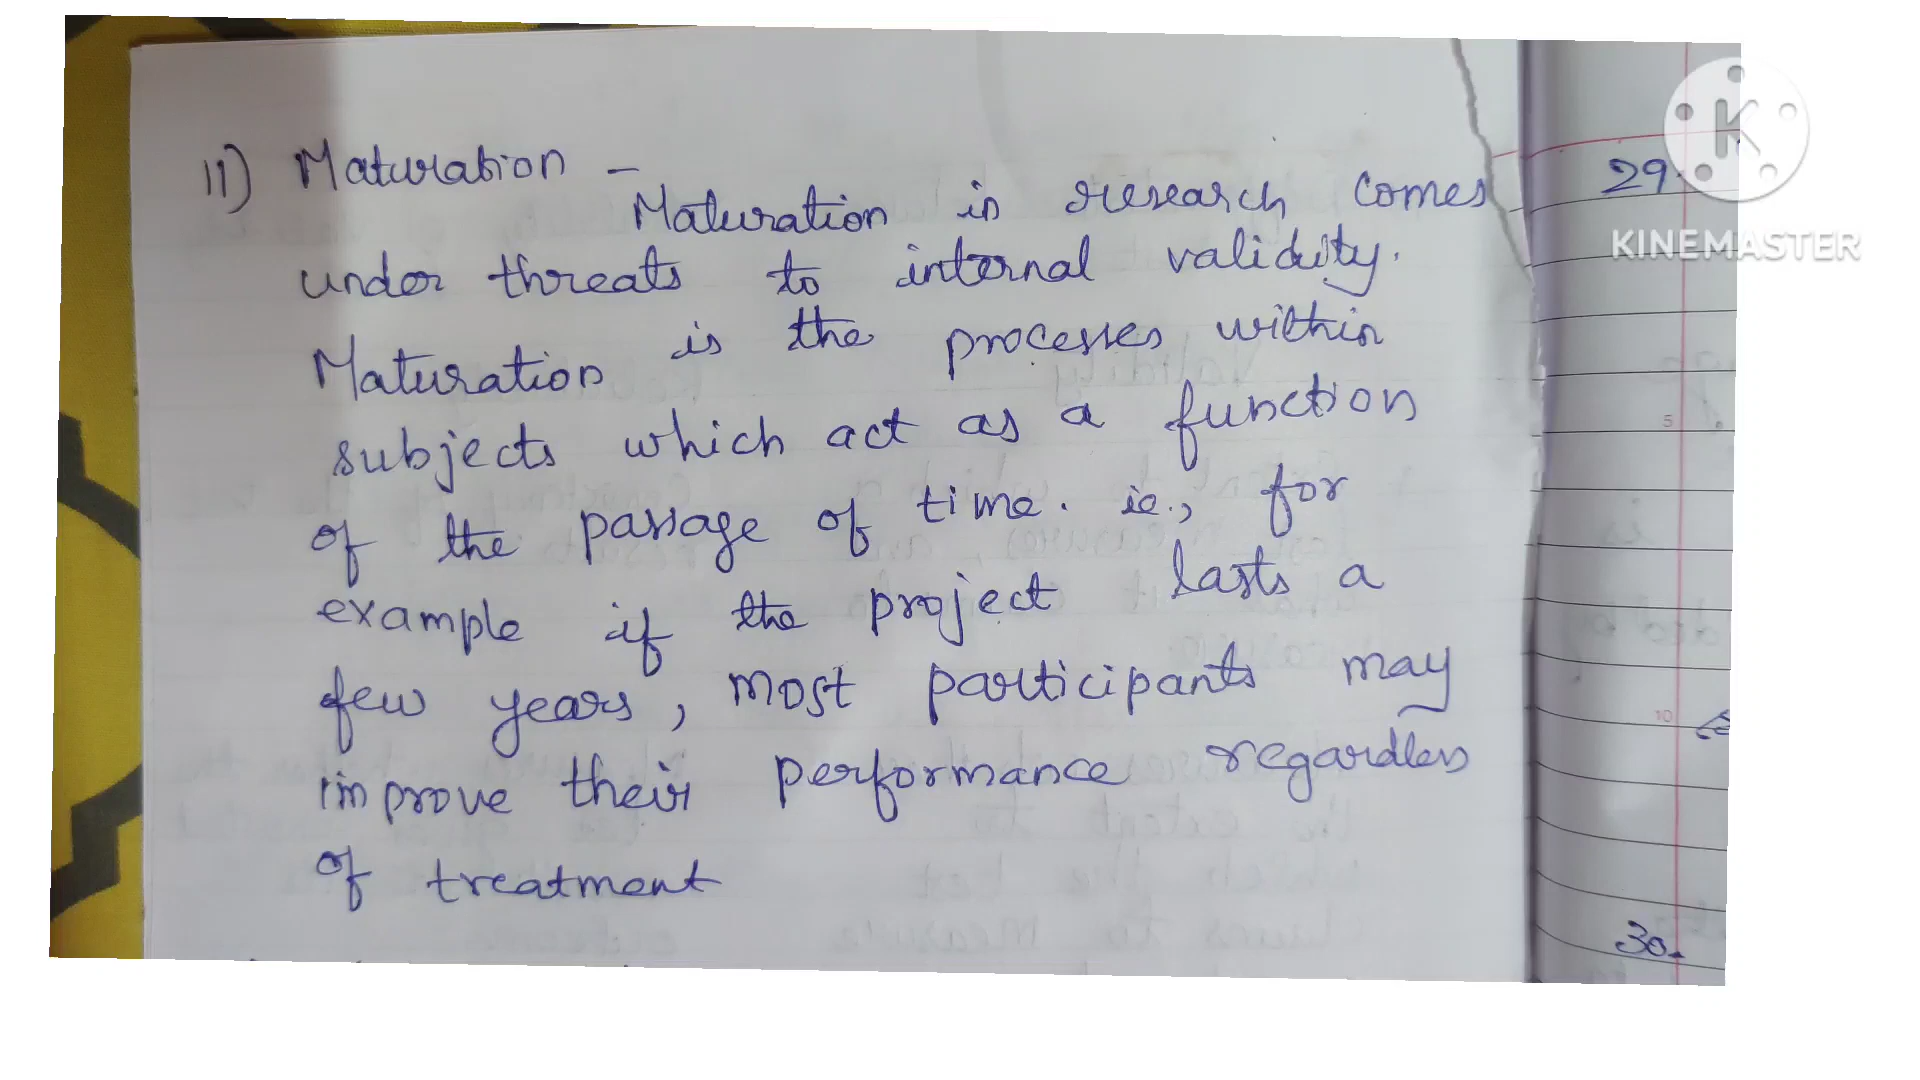 11) Maturation –
Maturation in research comes
under threats to internal validity.
Maturation is the processes within
subjects which act as a function
of the passage of time. ie., for
example if the project lasts a
few years, most participants may
improve their performance regardless
of treatment
29.
5
10
30.
KINEMASTER